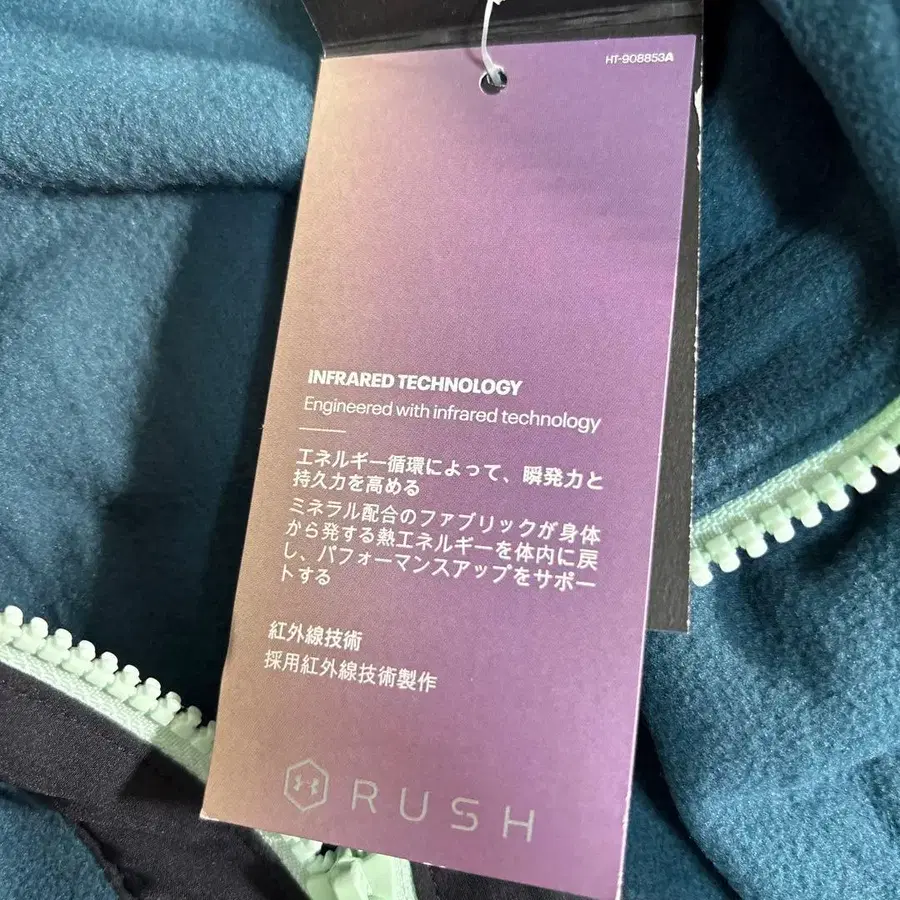 HT-908853A
INFRARED TECHNOLOGY
Engineered with infrared technology
エネルギー循環によって、瞬発力と
持久力を高める
ミネラル配合のファブリックが身体
から発する熱エネルギーを体内に戻
し、パフォーマンスアップをサポー
トする
紅外線技術
採用紅外線技術製作
RUSH